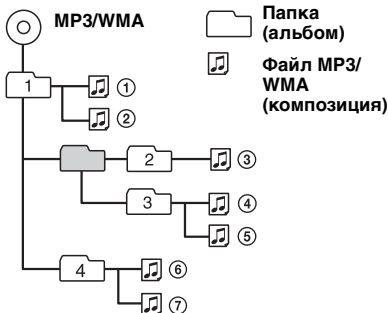 MP3/WMA
Папка
(альбом)
Файл MP3/
WMA
(композиция)
1
①
②
2
③
3
④
⑤
4
⑥
⑦